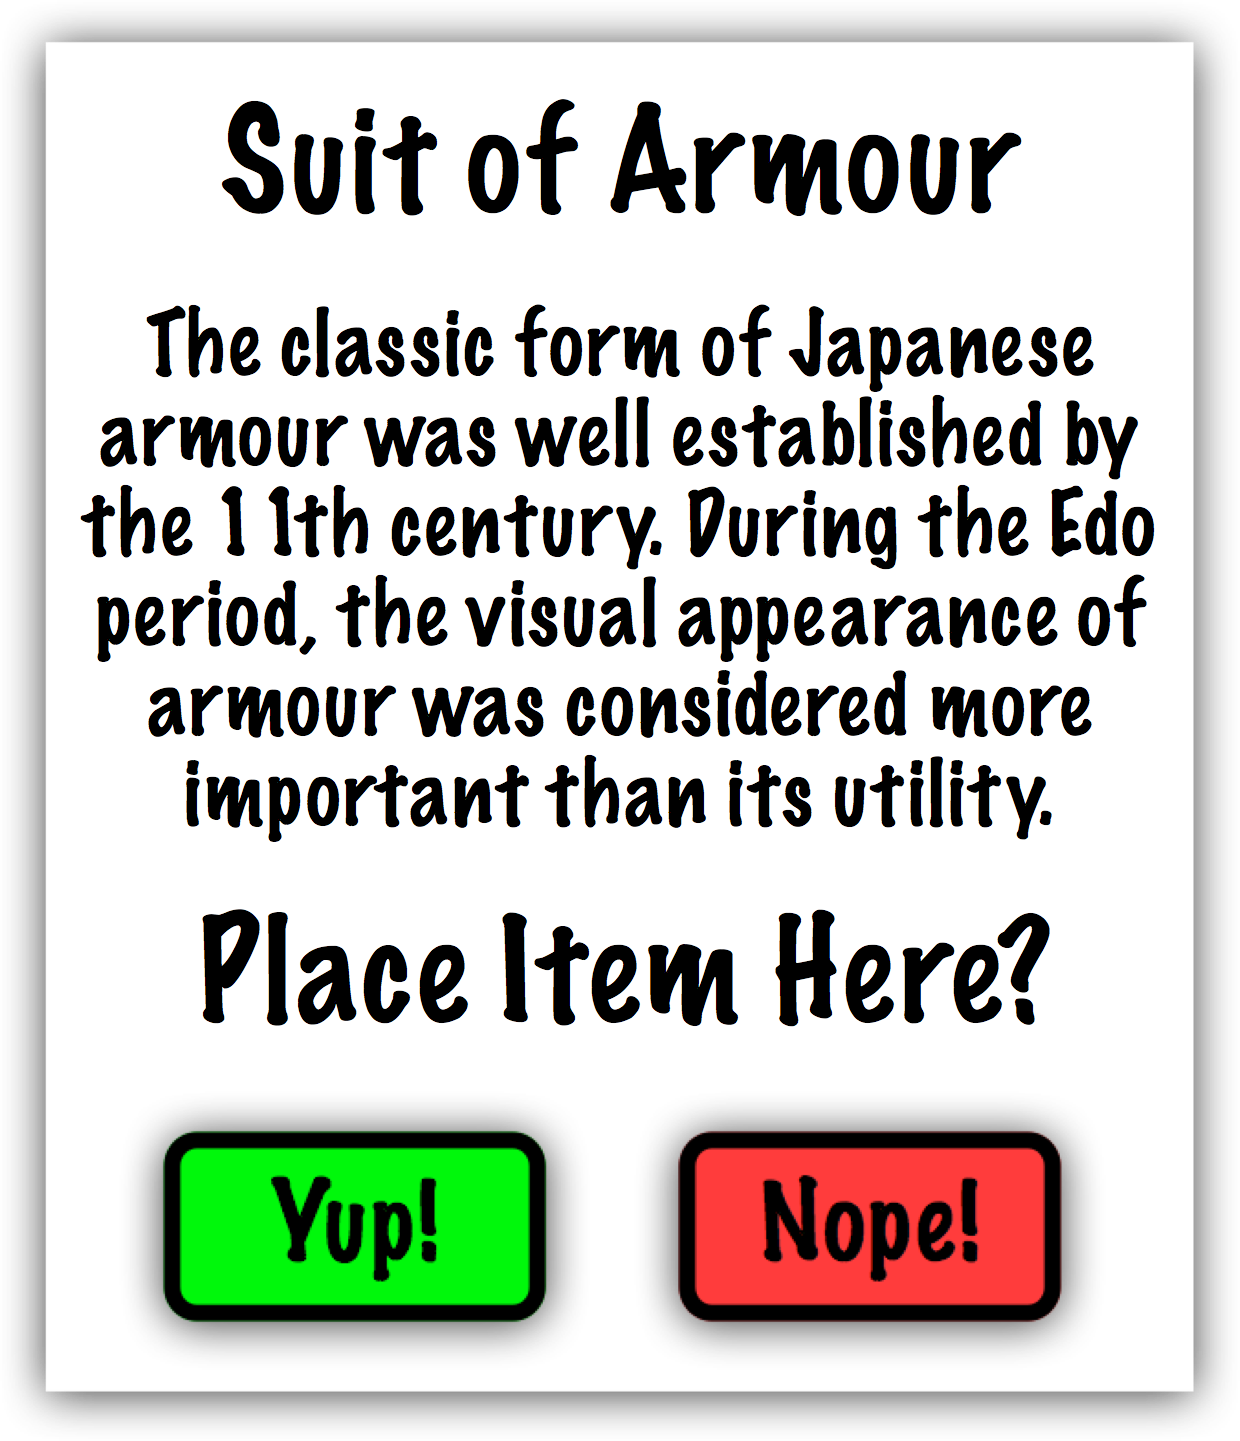 Suit of Armour
The classic form of Japanese
armour was well established by
the 11th century. During the Edo
period, the visual appearance of
armour was considered more
important than its utility.
Place Item Here?
Yup!
Nope!